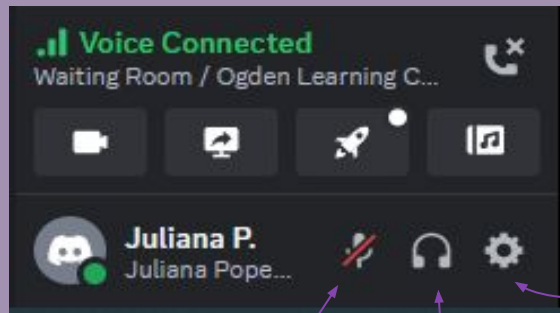 Voice Connected
Waiting Room / Ogden Learning C...
Juliana P.
Juliana Pope...